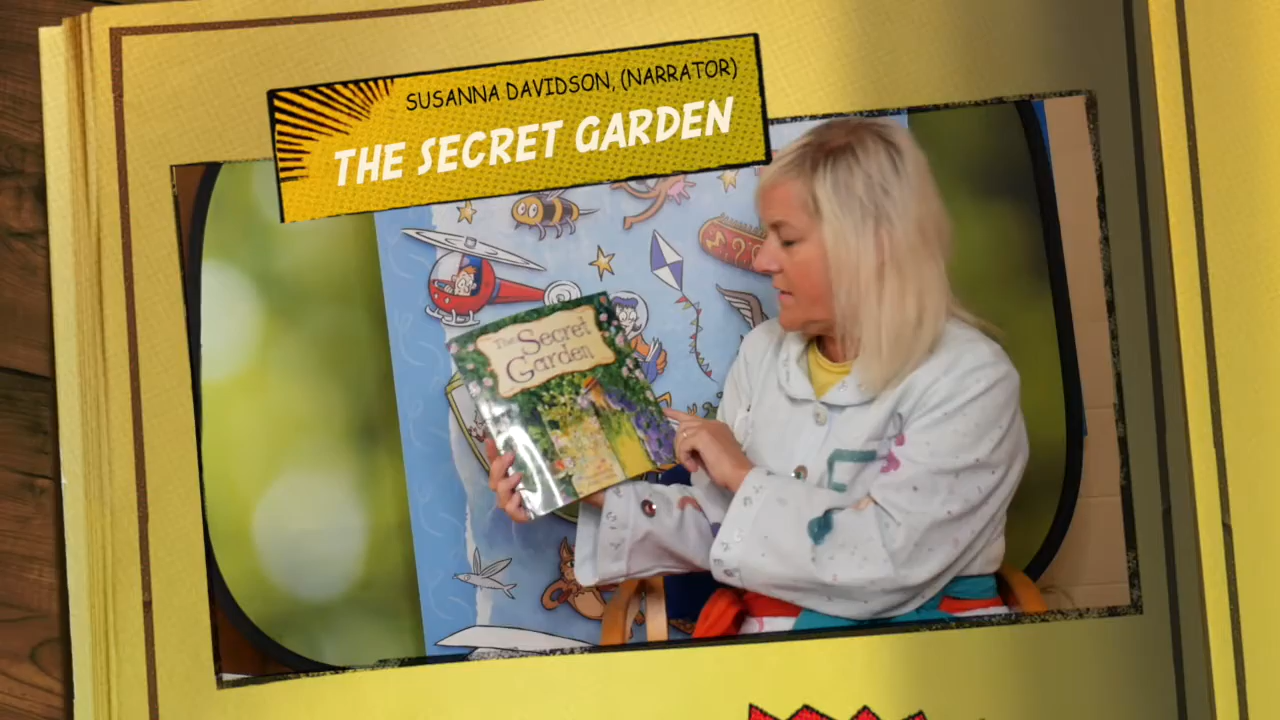 SUSANNA DAVIDSON, (NARRATOR)
THE SECRET GARDEN
The Secret
Garden